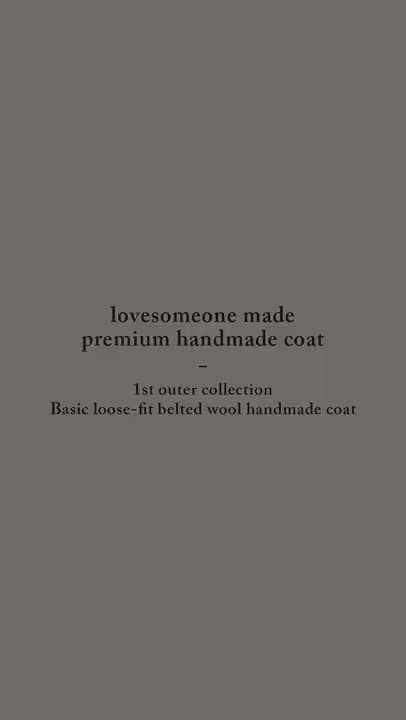 lovesomeone made
premium handmade coat
–
1st outer collection
Basic loose-fit belted wool handmade coat